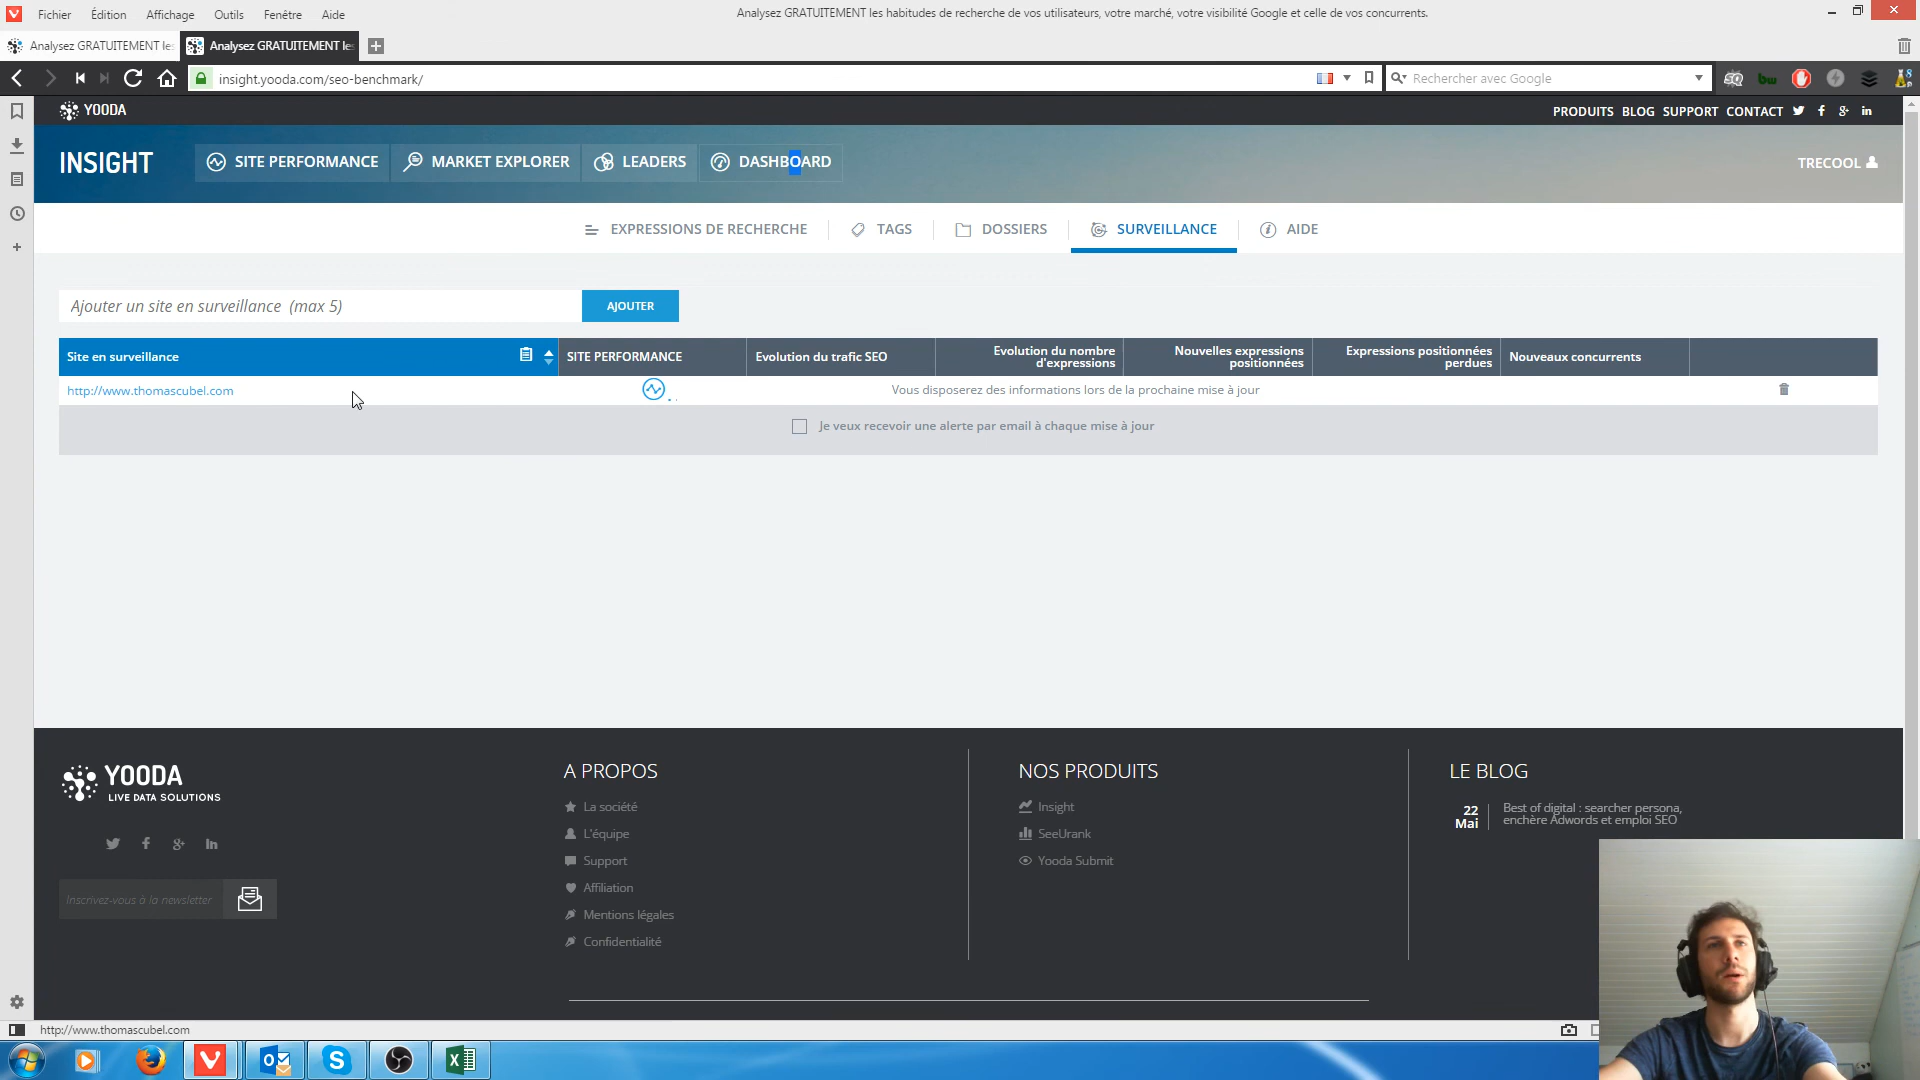 Fichier Édition Affichage Outils Fenêtre Aide
Analysez GRATUITEMENT les habitudes de recherche de vos utilisateurs, votre marché, votre visibilité Google et celle de vos concurrents.
Analysez GRATUITEMENT les
Analysez GRATUITEMENT les
insight.yooda.com/seo-benchmark/
Rechercher avec Google
YOODA
PRODUITS BLOG SUPPORT CONTACT
INSIGHT
SITE PERFORMANCE
MARKET EXPLORER
LEADERS
DASHBOARD
TRECOOL
EXPRESSIONS DE RECHERCHE
TAGS
DOSSIERS
SURVEILLANCE
AIDE
Ajouter un site en surveillance (max 5)
AJOUTER
Site en surveillance
SITE PERFORMANCE
Evolution du trafic SEO
Evolution du nombre
d'expressions
Nouvelles expressions
positionnées
Expressions positionnées
perdues
Nouveaux concurrents
http://www.thomascubel.com
Vous disposerez des informations lors de la prochaine mise à jour
Je veux recevoir une alerte par email à chaque mise à jour
YOODA
LIVE DATA SOLUTIONS
Inscrivez-vous à la newsletter
A PROPOS
La société
L'équipe
Support
Affiliation
Mentions légales
Confidentialité
NOS PRODUITS
Insight
SeeUrank
Yooda Submit
LE BLOG
22
Mai
Best of digital : searcher persona,
enchère Adwords et emploi SEO
http://www.thomascubel.com